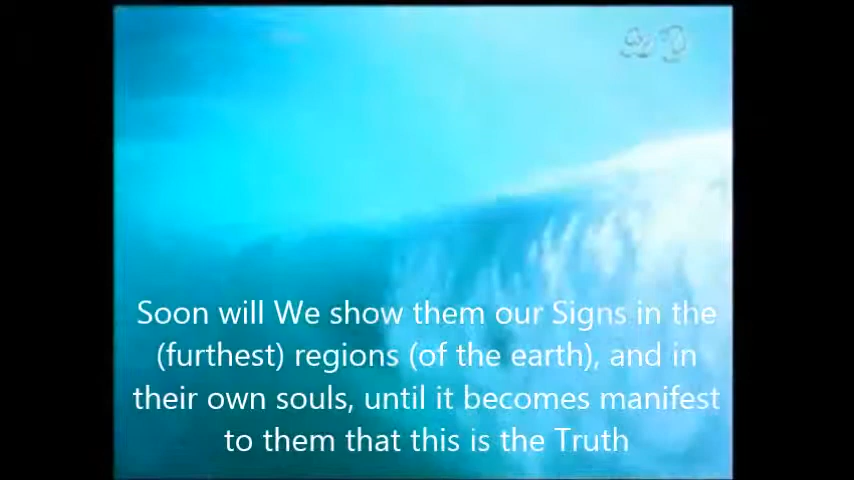 Soon will We show them our Signs in the
(furthest) regions (of the earth), and in
their own souls, until it becomes manifest
to them that this is the Truth